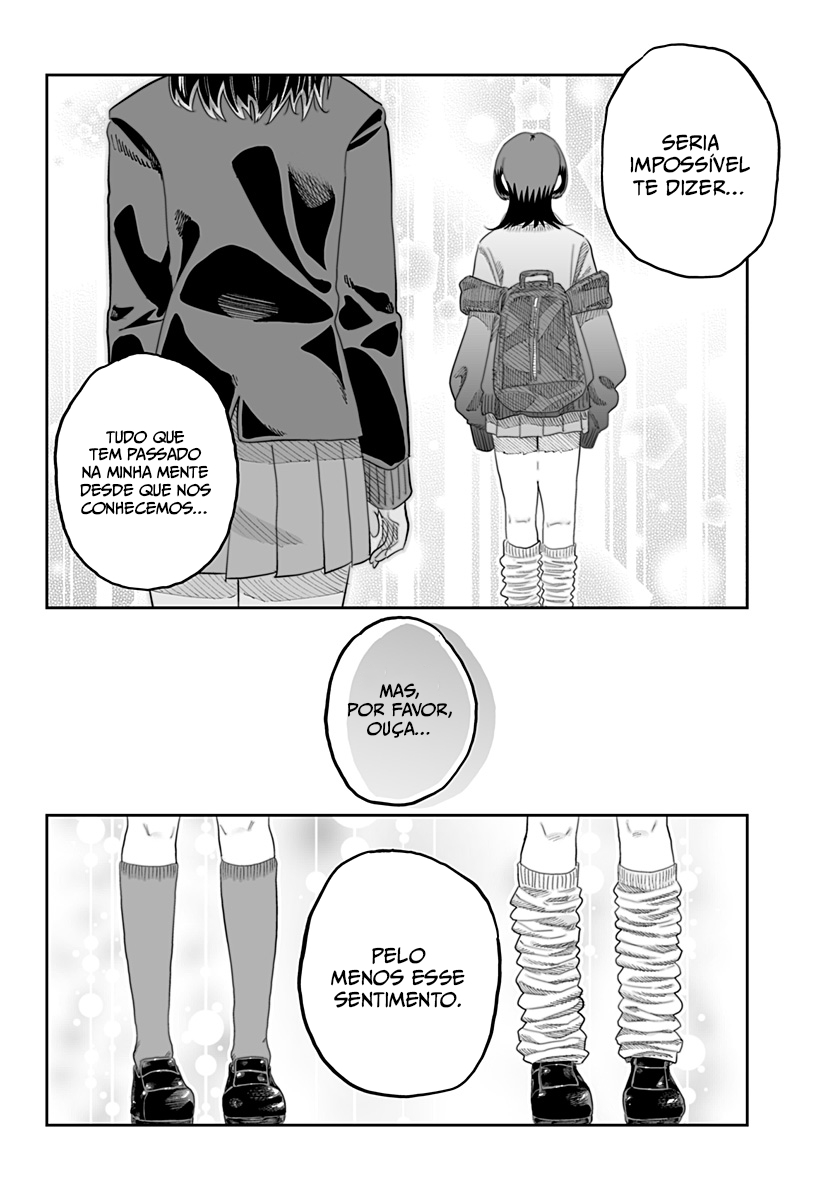 SERIA
IMPOSSÍVEL
TE DIZER...
TUDO QUE
TEM PASSADO
NA MINHA MENTE
DESDE QUE NOS
CONHECEMOS...
MAS,
POR FAVOR,
OUÇA...
PELO
MENOS ESSE
SENTIMENTO.